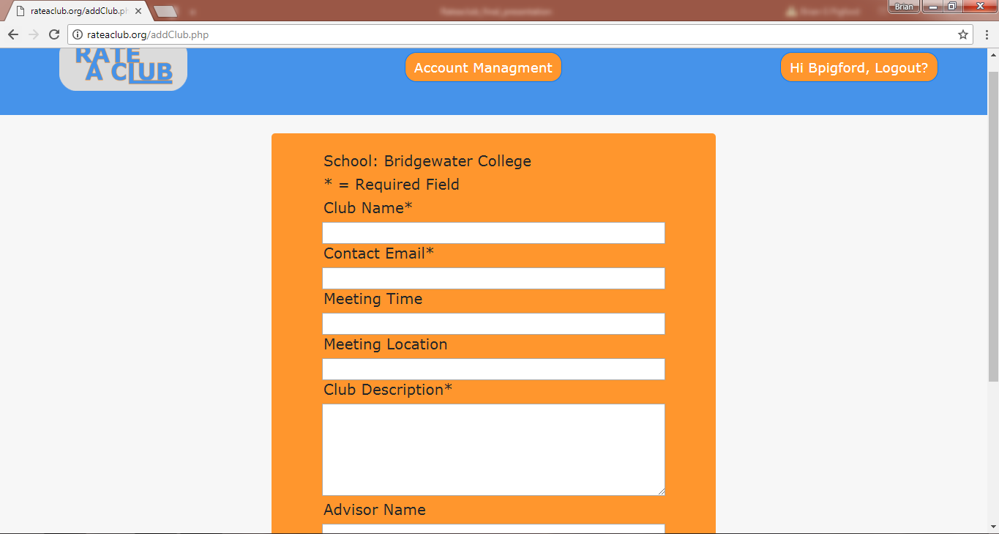 rateaclub.org/addClub.ph
Brian
rateaclub.org/addClub.php
RATE
A CLUB
Account Managment
Hi Bpigford, Logout?
School: Bridgewater College
* = Required Field
Club Name*
Contact Email*
Meeting Time
Meeting Location
Club Description*
Advisor Name